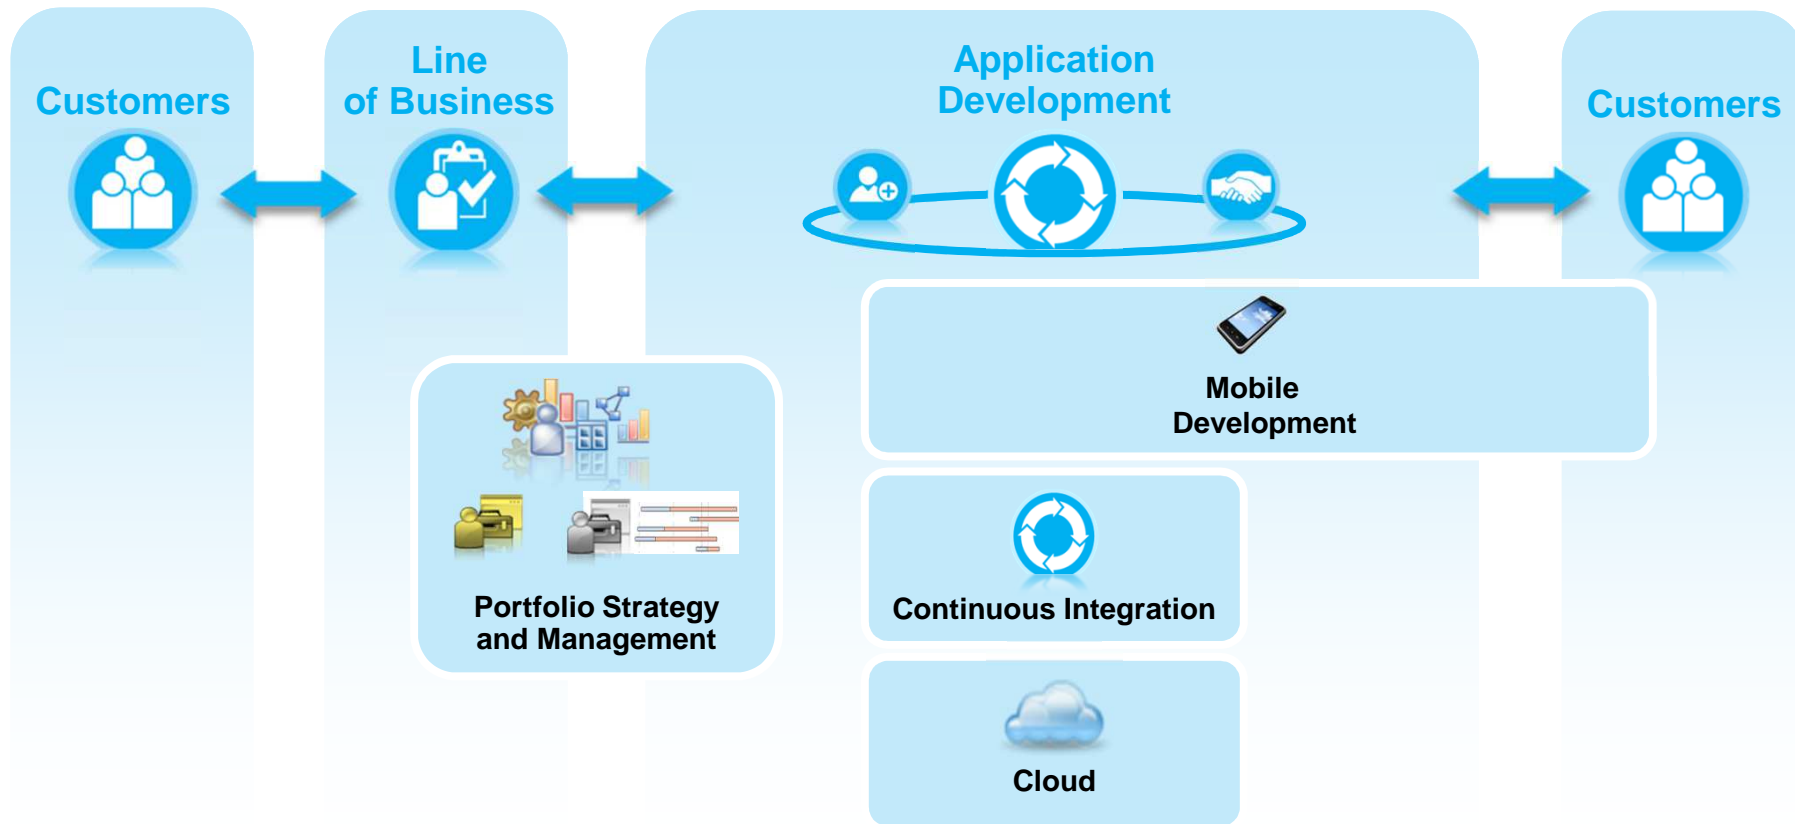 Customers
Line
of Business
Application
Development
Customers
Mobile
Development
Portfolio Strategy
and Management
Continuous Integration
Cloud